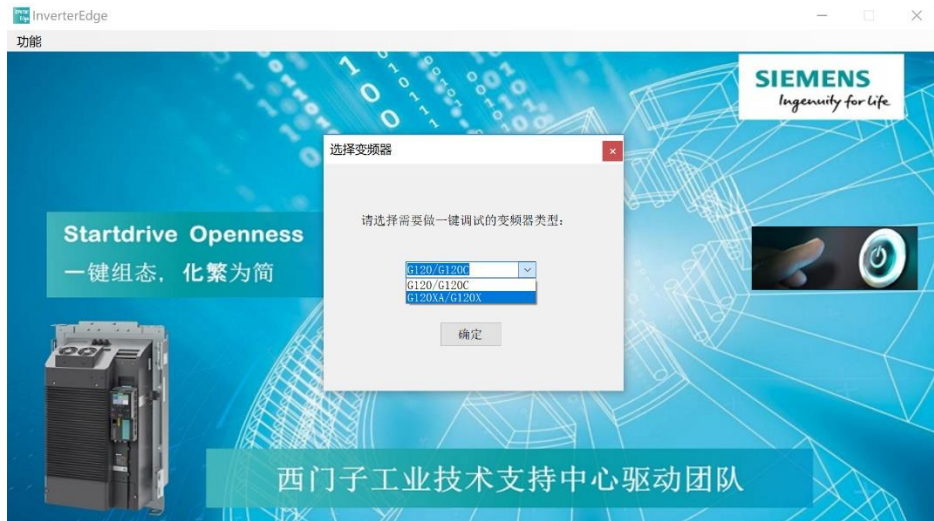 InverterEdge
功能
SIEMENS
Ingenuity for life
选择变频器
请选择需要做一键调试的变频器类型:
Startdrive Openness
一键组态, 化繁为简
G120/G120C
G120/G120C
G120XA/G120X
确定
西门子工业技术支持中心驱动团队